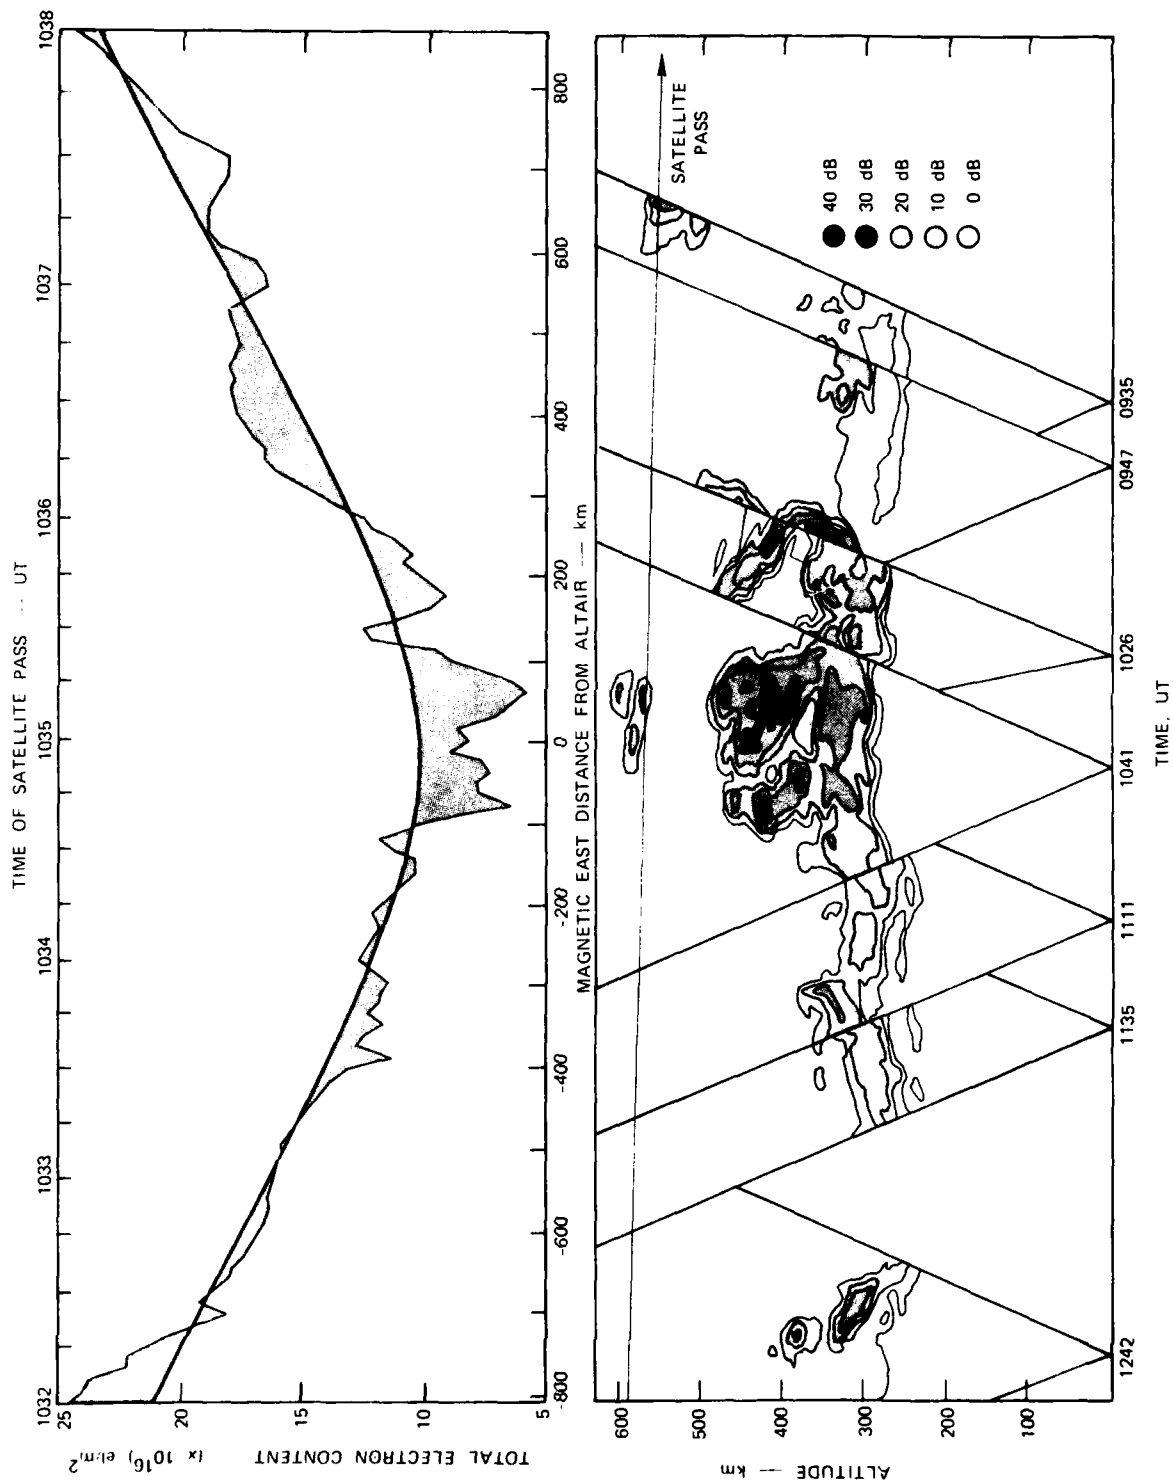 TIME OF SATELLITE PASS — UT
1032 1033 1034 1035 1036 1037 1038
25
20
15
10
5
TOTAL ELECTRON CONTENT
(x 10^16) el/m^2
-800 -600 -400 -200 0 200 400 600 800
MAGNETIC EAST DISTANCE FROM ALTAIR — km
SATELLITE
PASS
40 dB
30 dB
20 dB
10 dB
0 dB
600
500
400
300
200
100
ALTITUDE — km
1242 1135 1111 1041 1026 0947 0935
TIME, UT